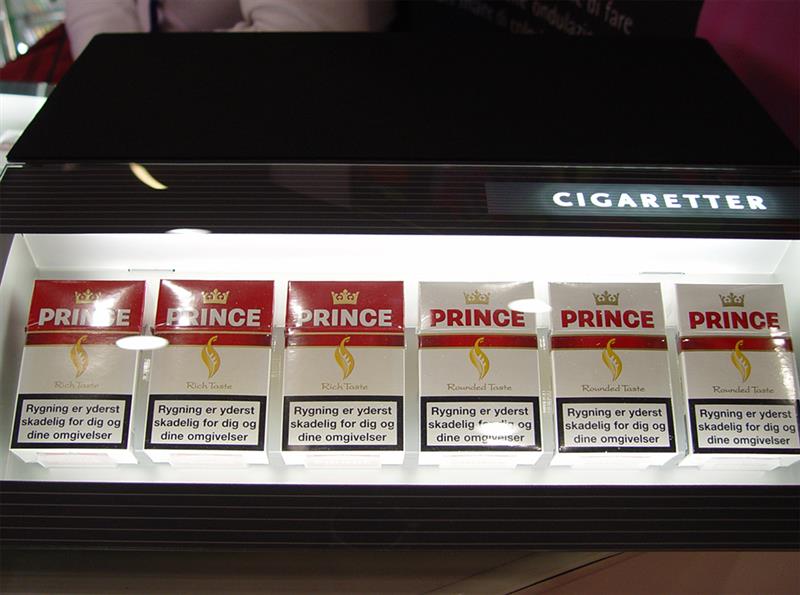 di fare
CIGARETTER
PRINCE
Rich Taste
Rygning er yderst
skadelig for dig og
dine omgivelser
PRINCE
Rich Taste
Rygning er yderst
skadelig for dig og
dine omgivelser
PRINCE
Rich Taste
Rygning er yderst
skadelig for dig og
dine omgivelser
PRINCE
Rounded Taste
Rygning er yderst
skadelig for dig og
dine omgivelser
PRINCE
Rounded Taste
Rygning er yderst
skadelig for dig og
dine omgivelser
PRINCE
Rounded Taste
Rygning er yderst
skadelig for dig og
dine omgivelser